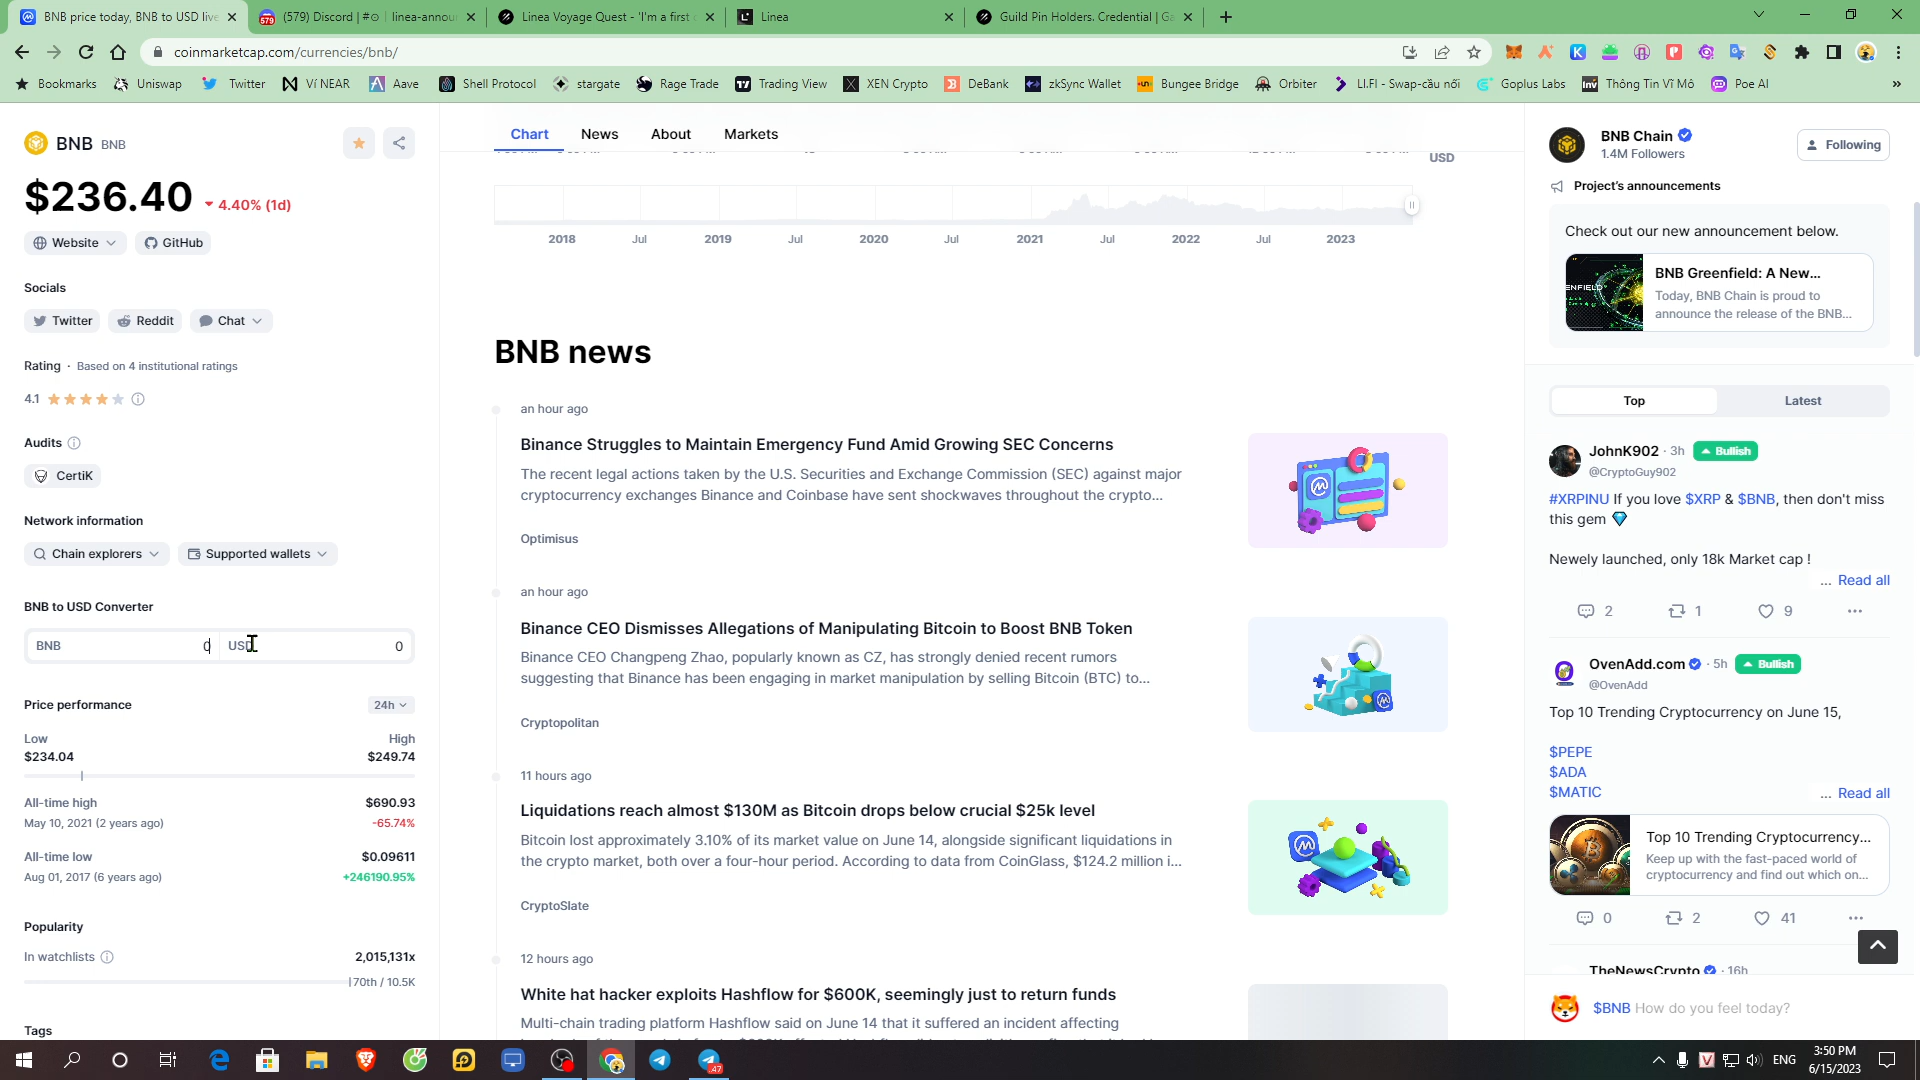 BNB price today, BNB to USD live
(579) Discord | #⊙ | linea-annou
Linea Voyage Quest - 'I'm a first
Linea
Guild Pin Holders. Credential | Ga
coinmarketcap.com/currencies/bnb/
Bookmarks
Uniswap
Twitter
Ví NEAR
Aave
Shell Protocol
stargate
Rage Trade
Trading View
XEN Crypto
DeBank
zkSync Wallet
Bungee Bridge
Orbiter
LI.FI - Swap-cầu nối
Goplus Labs
Thông Tin Vĩ Mô
Poe AI
BNB BNB
$236.40 4.40% (1d)
Website
GitHub
Socials
Twitter
Reddit
Chat
Rating · Based on 4 institutional ratings
4.1
Audits
CertiK
Network information
Chain explorers
Supported wallets
BNB to USD Converter
BNB 0 USD 0
Price performance 24h
Low High
$234.04 $249.74
All-time high $690.93
May 10, 2021 (2 years ago) -65.74%
All-time low $0.09611
Aug 01, 2017 (6 years ago) +246190.95%
Popularity
In watchlists 2,015,131x
70th / 10.5K
Tags
Chart News About Markets
USD
2018 Jul 2019 Jul 2020 Jul 2021 Jul 2022 Jul 2023
BNB news
an hour ago
Binance Struggles to Maintain Emergency Fund Amid Growing SEC Concerns
The recent legal actions taken by the U.S. Securities and Exchange Commission (SEC) against major
cryptocurrency exchanges Binance and Coinbase have sent shockwaves throughout the crypto...
Optimisus
an hour ago
Binance CEO Dismisses Allegations of Manipulating Bitcoin to Boost BNB Token
Binance CEO Changpeng Zhao, popularly known as CZ, has strongly denied recent rumors
suggesting that Binance has been engaging in market manipulation by selling Bitcoin (BTC) to...
Cryptopolitan
11 hours ago
Liquidations reach almost $130M as Bitcoin drops below crucial $25k level
Bitcoin lost approximately 3.10% of its market value on June 14, alongside significant liquidations in
the crypto market, both over a four-hour period. According to data from CoinGlass, $124.2 million i...
CryptoSlate
12 hours ago
White hat hacker exploits Hashflow for $600K, seemingly just to return funds
Multi-chain trading platform Hashflow said on June 14 that it suffered an incident affecting
BNB Chain
1.4M Followers
Following
Project's announcements
Check out our new announcement below.
ENFIELD
BNB Greenfield: A New...
Today, BNB Chain is proud to
announce the release of the BNB...
Top Latest
JohnK902 · 3h Bullish
@CryptoGuy902
#XRPINU If you love $XRP & $BNB, then don't miss
this gem
Newely launched, only 18k Market cap !
... Read all
2 1 9
OvenAdd.com · 5h Bullish
@OvenAdd
Top 10 Trending Cryptocurrency on June 15,
$PEPE
$ADA
$MATIC
... Read all
Top 10 Trending Cryptocurrency...
Keep up with the fast-paced world of
cryptocurrency and find out which on...
0 2 41
TheNewsCrypto · 16h
$BNB How do you feel today?
ENG
3:50 PM
6/15/2023